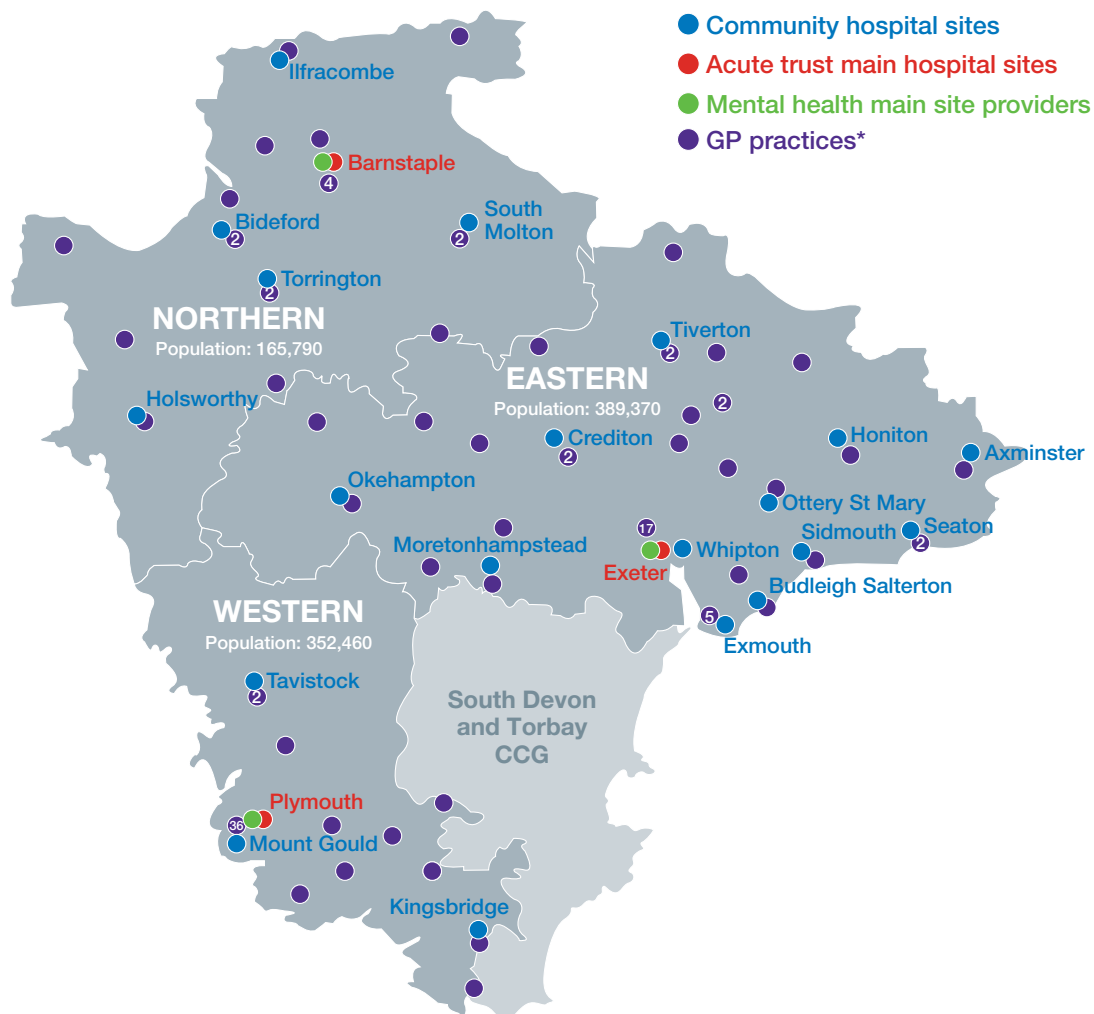 Community hospital sites
Acute trust main hospital sites
Mental health main site providers
GP practices*
Ilfracombe
Barnstaple
4
Bideford
2
South
Molton
2
Torrington
2
NORTHERN
Population: 165,790
Holsworthy
Tiverton
2
EASTERN
Population: 389,370
2
Crediton
2
Honiton
Axminster
Okehampton
Ottery St Mary
Sidmouth
Seaton
2
17
Moretonhampstead
Whipton
Exeter
Budleigh Salterton
5
Exmouth
WESTERN
Population: 352,460
Tavistock
2
South Devon
and Torbay
CCG
Plymouth
36
Mount Gould
Kingsbridge